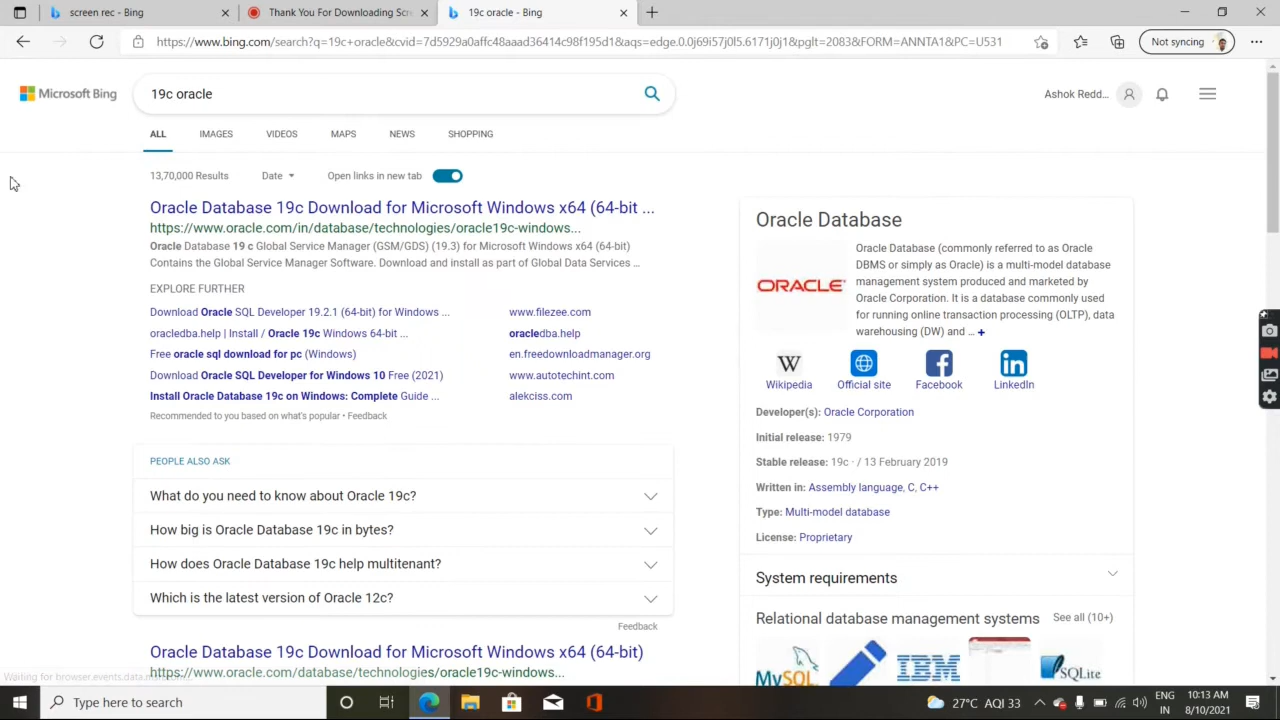 screen rec - Bing
Thank You For Downloading Scr
19c oracle - Bing
https://www.bing.com/search?q=19c+oracle&cvid=7d5929a0affc48aaad36414c98f195d1&aqs=edge.0.0j69i57j0l5.6171j0j1&pglt=2083&FORM=ANNTA1&PC=U531
Not syncing
Microsoft Bing
19c oracle
Ashok Redd...
ALL IMAGES VIDEOS MAPS NEWS SHOPPING
13,70,000 Results Date Open links in new tab
Oracle Database 19c Download for Microsoft Windows x64 (64-bit ...
https://www.oracle.com/in/database/technologies/oracle19c-windows...
Oracle Database 19 c Global Service Manager (GSM/GDS) (19.3) for Microsoft Windows x64 (64-bit)
Contains the Global Service Manager Software. Download and install as part of Global Data Services ...
EXPLORE FURTHER
Download Oracle SQL Developer 19.2.1 (64-bit) for Windows ... www.filezee.com
oracledba.help | Install / Oracle 19c Windows 64-bit ... oracledba.help
Free oracle sql download for pc (Windows) en.freedownloadmanager.org
Download Oracle SQL Developer for Windows 10 Free (2021) www.autotechint.com
Install Oracle Database 19c on Windows: Complete Guide ... alekciss.com
Recommended to you based on what's popular • Feedback
PEOPLE ALSO ASK
What do you need to know about Oracle 19c?
How big is Oracle Database 19c in bytes?
How does Oracle Database 19c help multitenant?
Which is the latest version of Oracle 12c?
Feedback
Oracle Database 19c Download for Microsoft Windows x64 (64-bit)
https://www.oracle.com/database/technologies/oracle19c-windows...
Waiting for browser.events.data.m
Oracle Database
ORACLE
Oracle Database (commonly referred to as Oracle
DBMS or simply as Oracle) is a multi-model database
management system produced and marketed by
Oracle Corporation. It is a database commonly used
for running online transaction processing (OLTP), data
warehousing (DW) and ... +
W
Wikipedia Official site Facebook LinkedIn
Developer(s): Oracle Corporation
Initial release: 1979
Stable release: 19c · / 13 February 2019
Written in: Assembly language, C, C++
Type: Multi-model database
License: Proprietary
System requirements
Relational database management systems See all (10+)
MySQL IBM SQLite
Type here to search
27°C AQI 33
ENG
IN
10:13 AM
8/10/2021